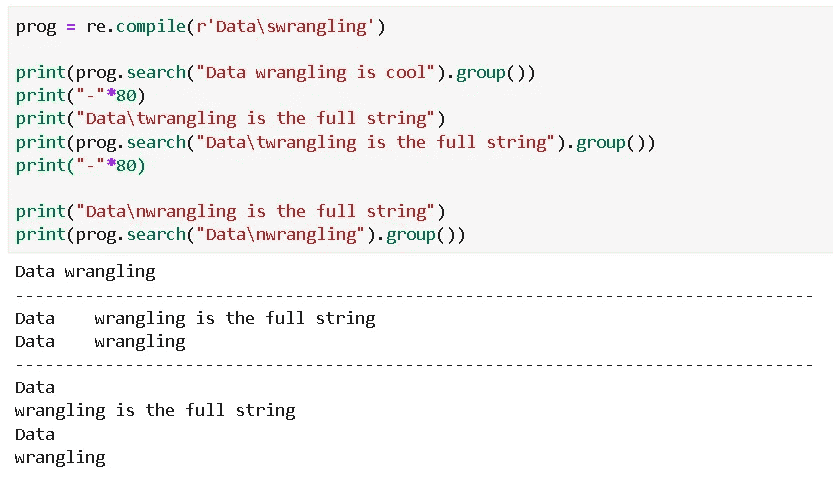 prog = re.compile(r'Data\swrangling')
print(prog.search("Data wrangling is cool").group())
print("-"*80)
print("Data\twrangling is the full string")
print(prog.search("Data\twrangling is the full string").group())
print("-"*80)
print("Data\nwrangling is the full string")
print(prog.search("Data\nwrangling").group())
Data wrangling
--------------------------------------------------------------------------------
Data    wrangling is the full string
Data    wrangling
--------------------------------------------------------------------------------
Data
wrangling is the full string
Data
wrangling